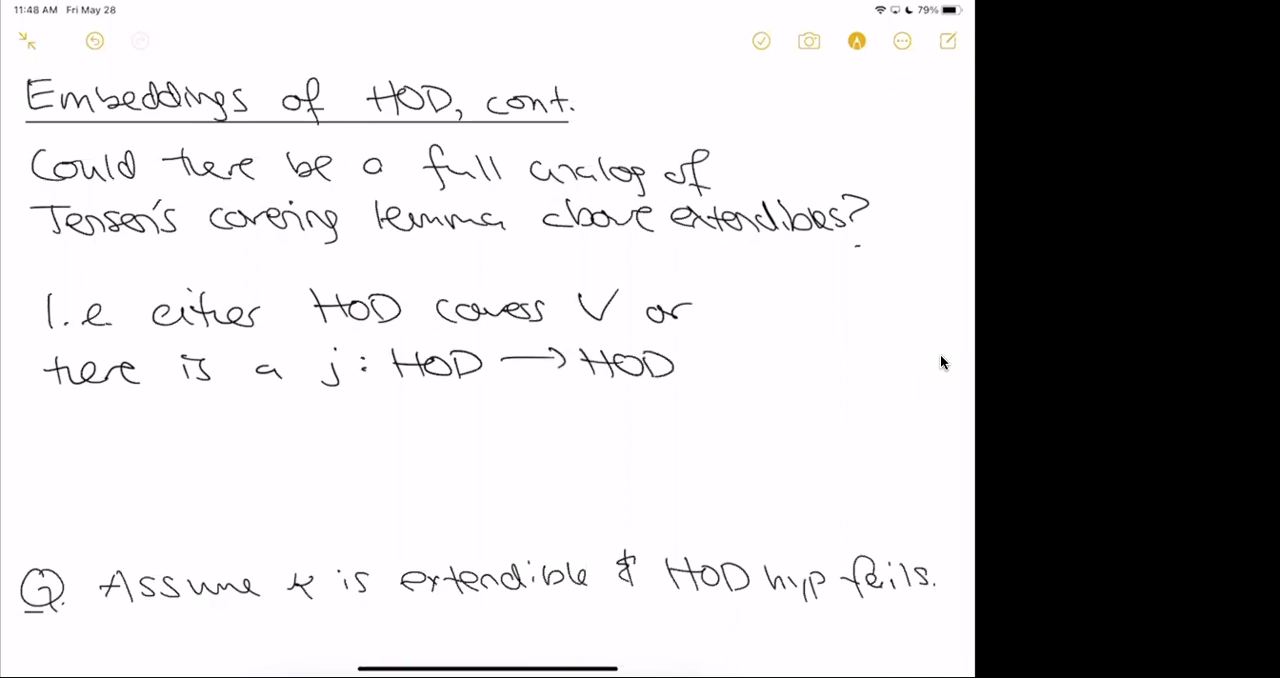 11:48 AM Fri May 28
79%
Embeddings of HOD, cont.
Could there be a full analog of
Jensen's covering lemma above extendibles?
I.e either HOD covers V or
there is a j : HOD → HOD
Q. Assume κ is extendible & HOD hyp fails.